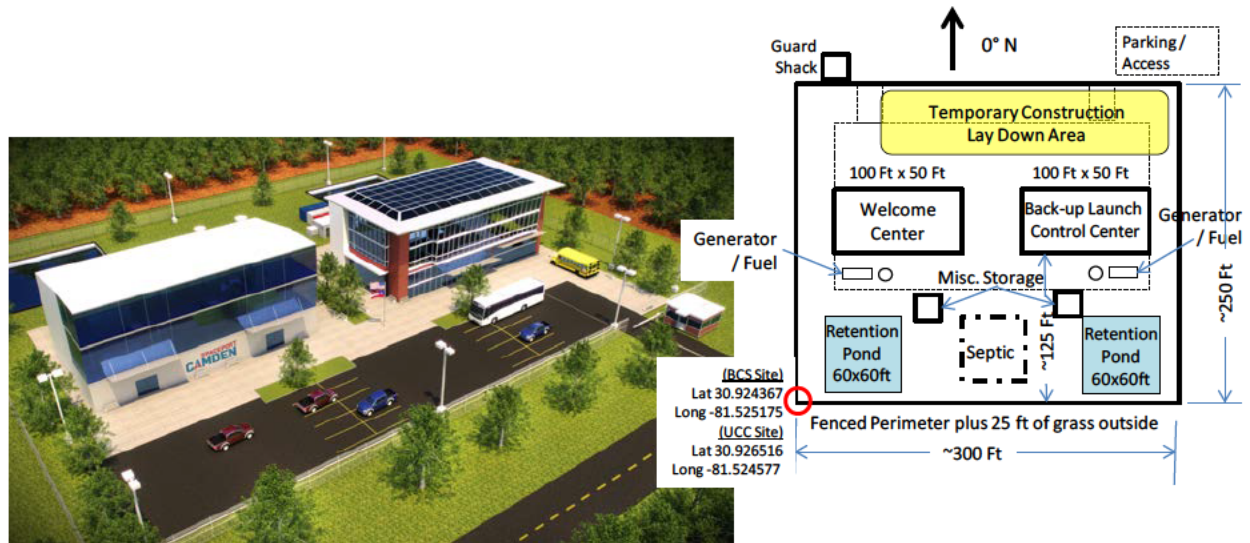 SPACEPORT
CAMDEN
Guard
Shack
0° N
Parking /
Access
Temporary Construction
Lay Down Area
100 Ft x 50 Ft
100 Ft x 50 Ft
Welcome
Center
Back-up Launch
Control Center
Generator
/ Fuel
Generator
/ Fuel
Misc. Storage
~250 Ft
~125 Ft
Retention
Pond
60x60ft
Septic
Retention
Pond
60x60ft
(BCS Site)
Lat 30.924367
Long -81.525175
(UCC Site)
Lat 30.926516
Long -81.524577
Fenced Perimeter plus 25 ft of grass outside
~300 Ft